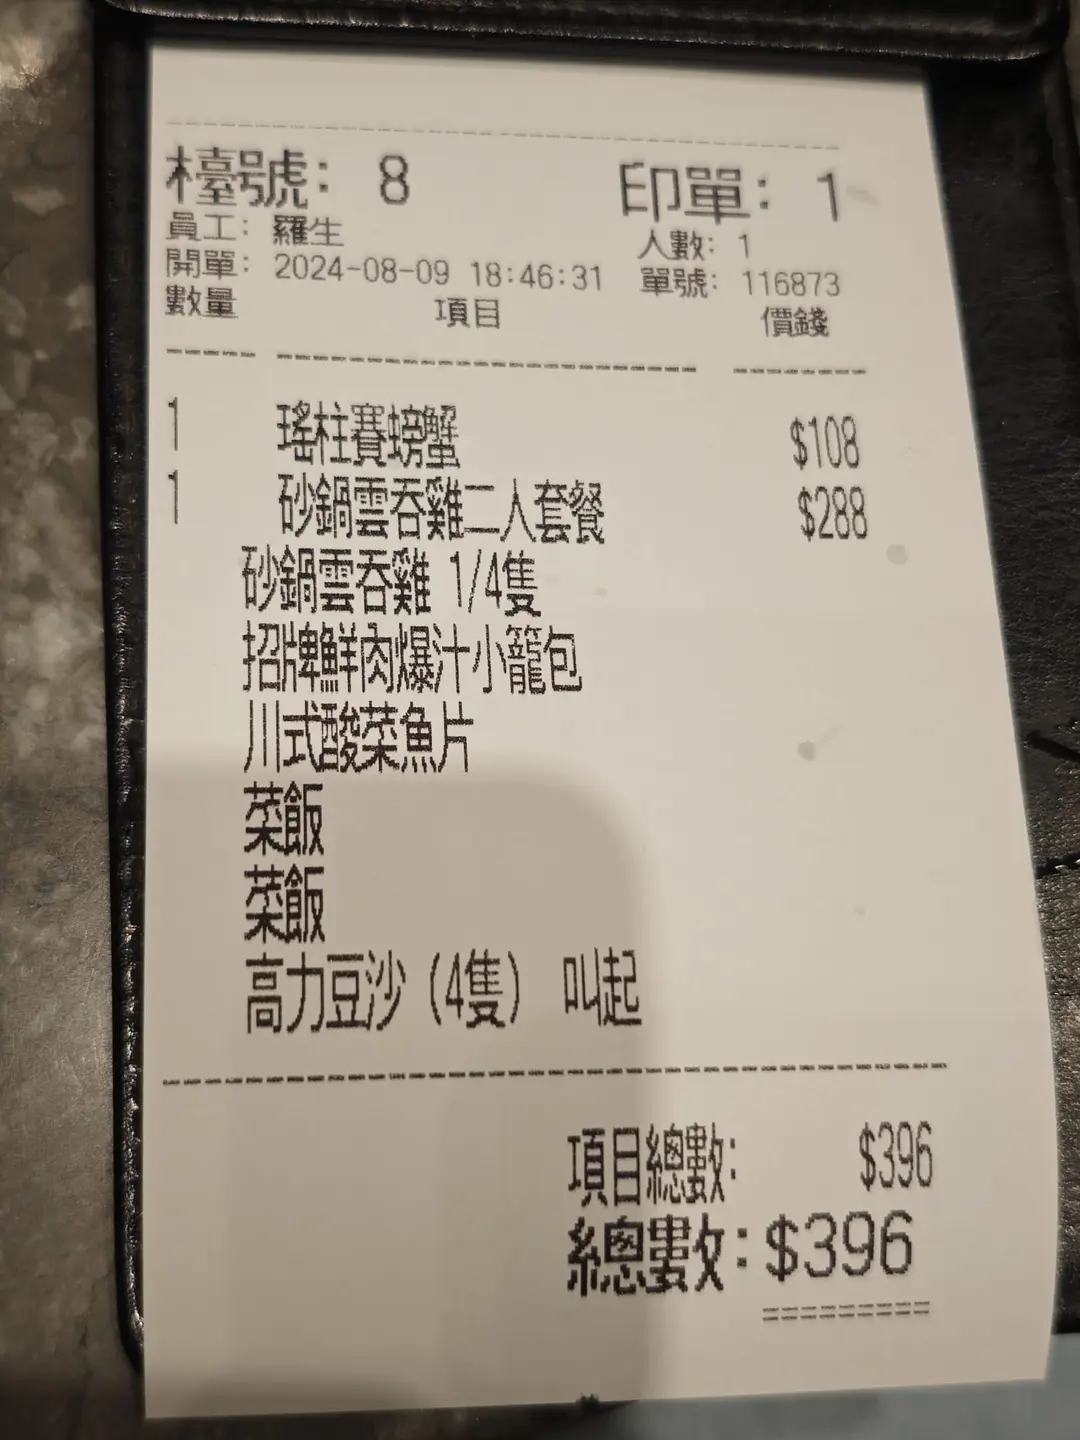 檯號： 8 印單： 1
員工： 羅生 人數： 1
開單： 2024-08-09 18:46:31 單號： 116873
數量 項目 價錢
1 瑤柱賽螃蟹 $108
1 砂鍋雲吞雞二人套餐 $288
砂鍋雲吞雞 1/4隻
招牌鮮肉爆汁小籠包
川式酸菜魚片
菜飯
菜飯
高力豆沙（4隻） 叫起
項目總數： $396
總數：$396